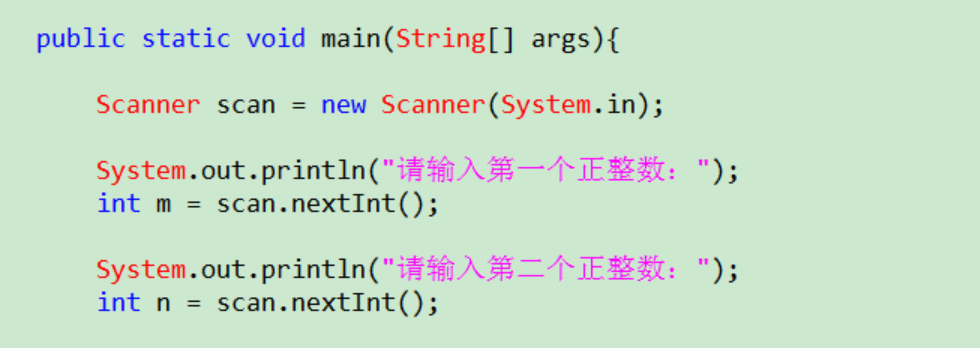 public static void main(String[] args){
Scanner scan = new Scanner(System.in);
System.out.println("请输入第一个正整数：");
int m = scan.nextInt();
System.out.println("请输入第二个正整数：");
int n = scan.nextInt();